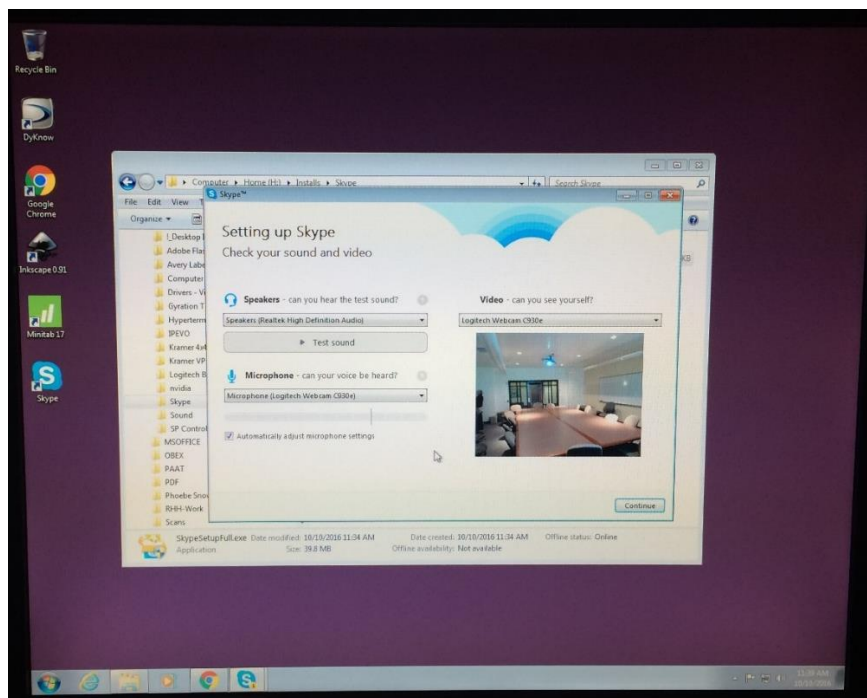 Recycle Bin
DyKnow
Google
Chrome
Inkscape 0.91
Minitab 17
Skype
Computer
Home (H:)
Installs
Skype
Search Skype
File
Edit
View
Organize
Skype™
Setting up Skype
Check your sound and video
Speakers - can you hear the test sound?
Speakers (Realtek High Definition Audio)
Test sound
Microphone - can your voice be heard?
Microphone (Logitech Webcam C930e)
Automatically adjust microphone settings
Video - can you see yourself?
Logitech Webcam C930e
Continue
Adobe Fla
Avery Labe
Computer
Drivers - Vi
Gyration T
Hyperterm
IPEVO
Kramer 4x4
Kramer VP
Logitech B
nvidia
Skype
Sound
SP Control
MSOFFICE
OBEX
PAAT
PDF
Phoebe Snow
RHH-Work
Scans
SkypeSetupFull.exe Date modified: 10/10/2016 11:34 AM Date created: 10/10/2016 11:34 AM Offline status: Online
Application Size: 39.8 MB Offline availability: Not available